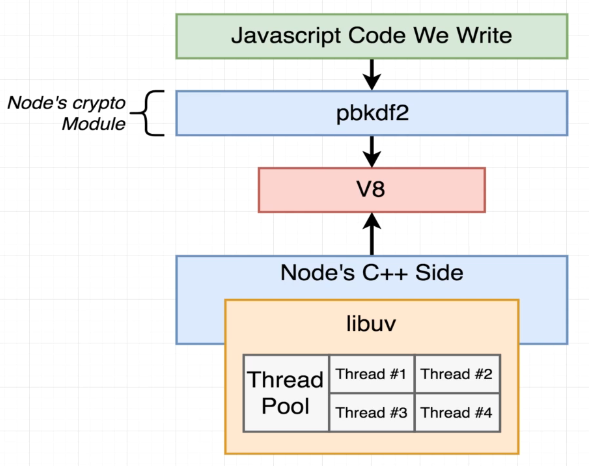 Javascript Code We Write
Node's crypto
Module
pbkdf2
V8
Node's C++ Side
libuv
Thread
Pool
Thread #1
Thread #2
Thread #3
Thread #4